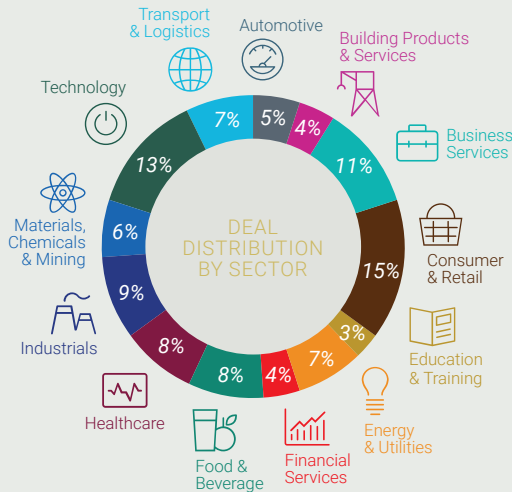 Transport
& Logistics
Automotive
Building Products
& Services
Technology
Business
Services
7%
5%
4%
11%
13%
Materials,
Chemicals
& Mining
6%
DEAL
DISTRIBUTION
BY SECTOR
15%
Consumer
& Retail
9%
Industrials
8%
8%
4%
7%
3%
Education
& Training
Healthcare
Food &
Beverage
Financial
Services
Energy
& Utilities